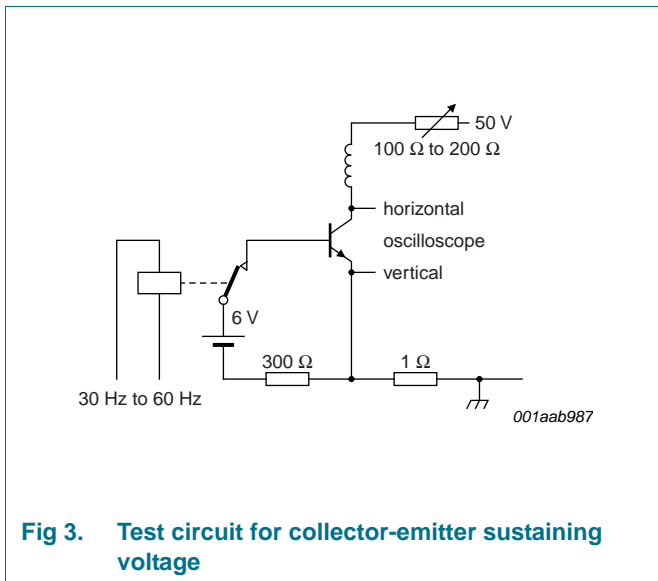 50 V
100 Ω to 200 Ω
horizontal
oscilloscope
vertical
6 V
300 Ω
1 Ω
30 Hz to 60 Hz
001aab987
Fig 3. Test circuit for collector-emitter sustaining
voltage